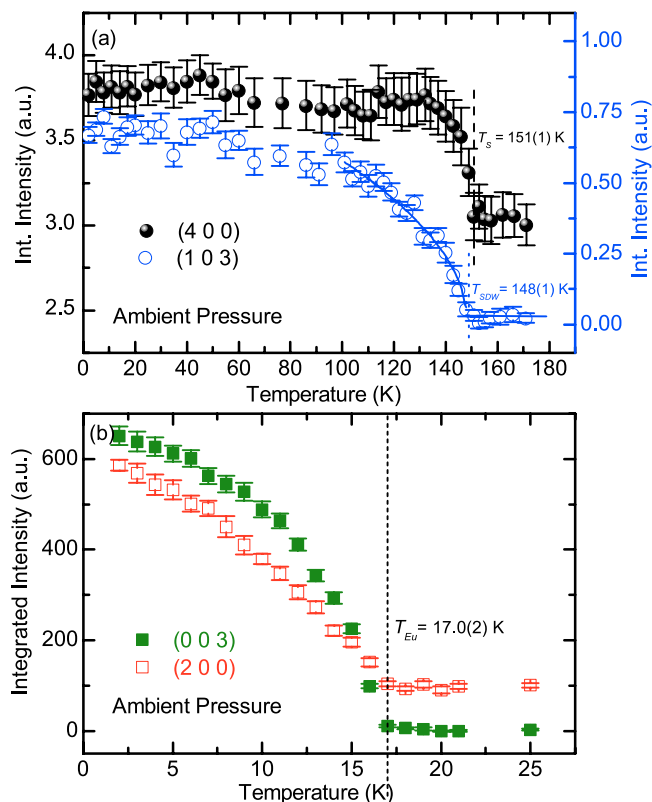 (a)
4.0
3.5
3.0
2.5
Int. Intensity (a.u.)
1.00
0.75
0.50
0.25
0.00
Int. Intensity (a.u.)
T_S = 151(1) K
(4 0 0)
(1 0 3)
T_SDW = 148(1) K
Ambient Pressure
0 20 40 60 80 100 120 140 160 180
Temperature (K)
(b)
600
400
200
0
Integrated Intensity (a.u.)
T_Eu = 17.0(2) K
(0 0 3)
(2 0 0)
Ambient Pressure
0 5 10 15 20 25
Temperature (K)